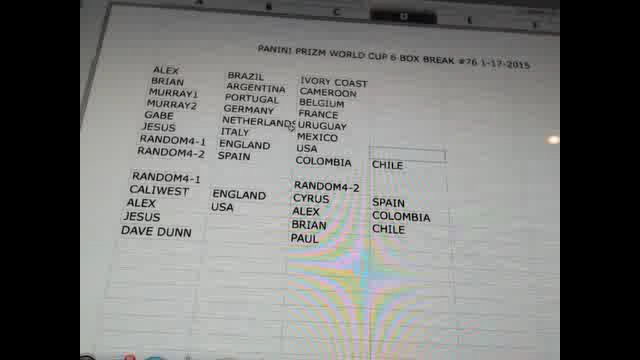 A B C D E F
PANINI PRIZM WORLD CUP 6 BOX BREAK #76 1-17-2015
ALEX BRAZIL IVORY COAST
BRIAN ARGENTINA CAMEROON
MURRAY1 PORTUGAL BELGIUM
MURRAY2 GERMANY FRANCE
GABE NETHERLANDS URUGUAY
JESUS ITALY MEXICO
RANDOM4-1 ENGLAND USA
RANDOM4-2 SPAIN COLOMBIA CHILE
RANDOM4-1 RANDOM4-2
CALIWEST ENGLAND CYRUS SPAIN
ALEX USA ALEX COLOMBIA
JESUS BRIAN CHILE
DAVE DUNN PAUL